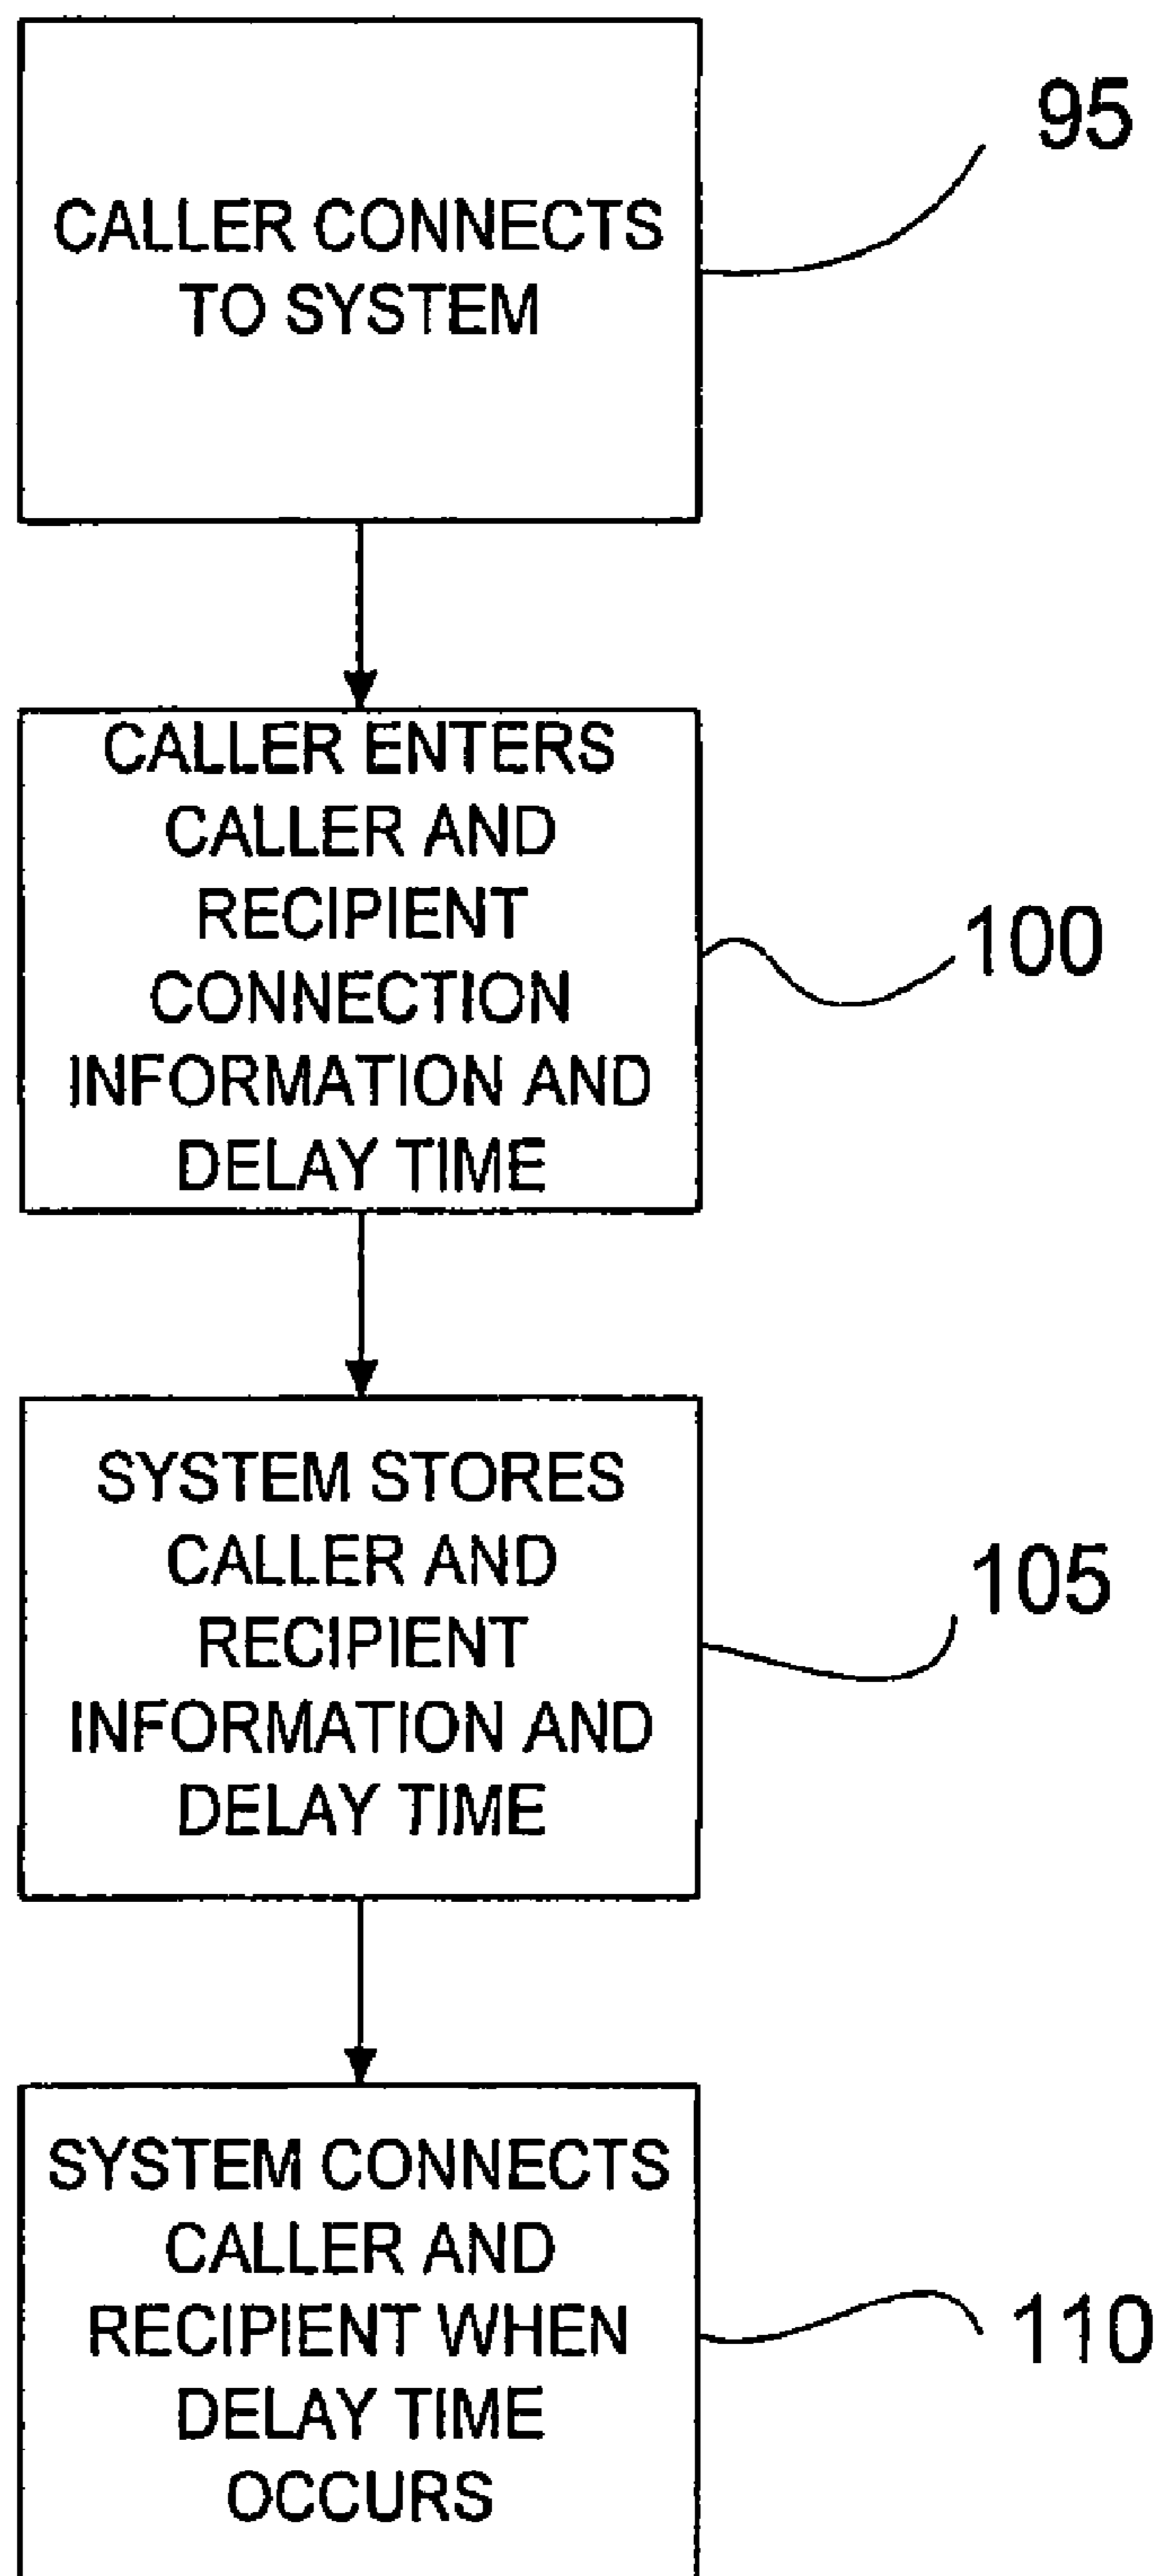 95
CALLER CONNECTS
TO SYSTEM
CALLER ENTERS
CALLER AND
RECIPIENT
CONNECTION
INFORMATION AND
DELAY TIME
100
SYSTEM STORES
CALLER AND
RECIPIENT
INFORMATION AND
DELAY TIME
105
SYSTEM CONNECTS
CALLER AND
RECIPIENT WHEN
DELAY TIME
OCCURS
110